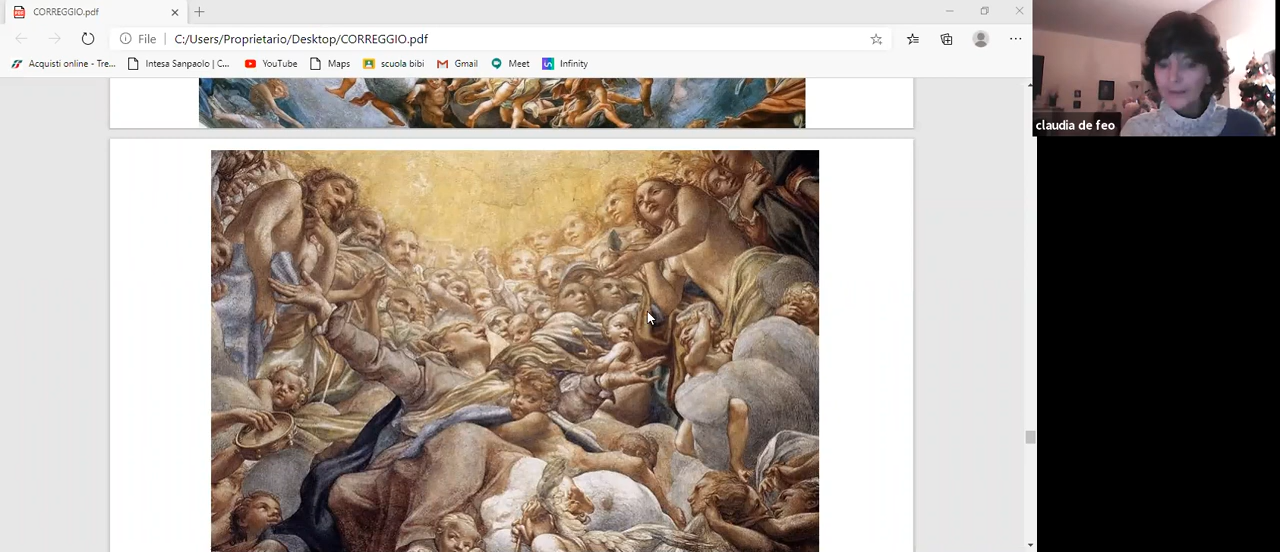 CORREGGIO.pdf
File C:/Users/Proprietario/Desktop/CORREGGIO.pdf
Acquisti online - Tre... Intesa Sanpaolo | C... YouTube Maps scuola bibi Gmail Meet Infinity
claudia de feo